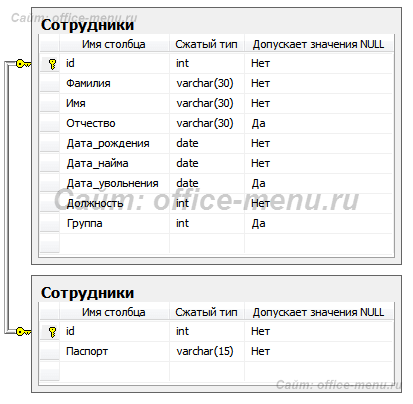 Сайт: office-menu.ru
Сотрудники
Имя столбца Сжатый тип Допускает значения NULL
id int Нет
Фамилия varchar(30) Нет
Имя varchar(30) Нет
Отчество varchar(30) Да
Дата_рождения date Нет
Дата_найма date Нет
Дата_увольнения date Да
Сайт: office-menu.ru
Должность int Нет
Группа int Да
Сотрудники
Имя столбца Сжатый тип Допускает значения NULL
id int Нет
Паспорт varchar(15) Нет
Сайт: office-menu.ru